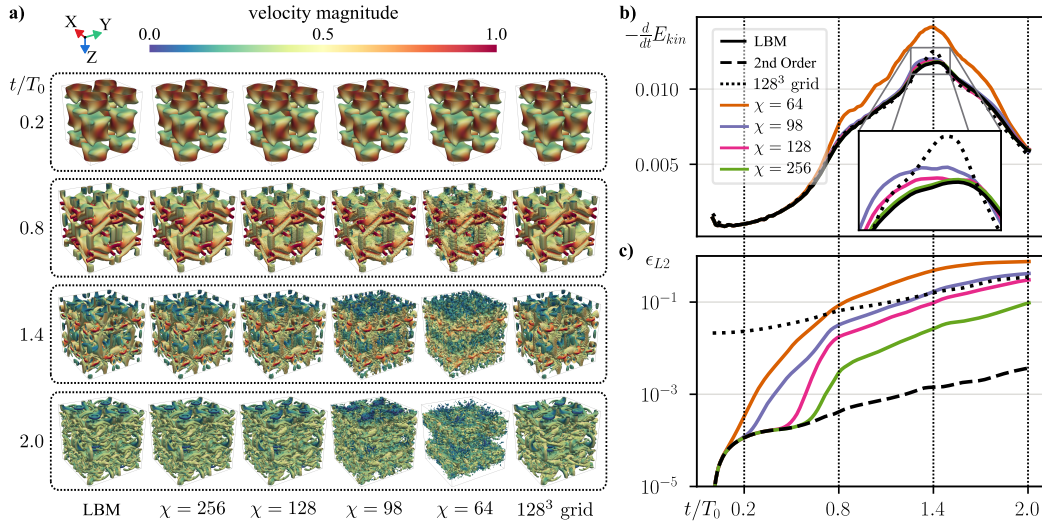 a)
X
Y
Z
velocity magnitude
0.0
0.5
1.0
t/T₀
0.2
0.8
1.4
2.0
LBM
χ = 256
χ = 128
χ = 98
χ = 64
128³ grid
b)
−d/dt E_kin
0.010
0.005
LBM
2nd Order
128³ grid
χ = 64
χ = 98
χ = 128
χ = 256
c)
ϵ_L2
10⁻¹
10⁻³
10⁻⁵
t/T₀
0.2
0.8
1.4
2.0